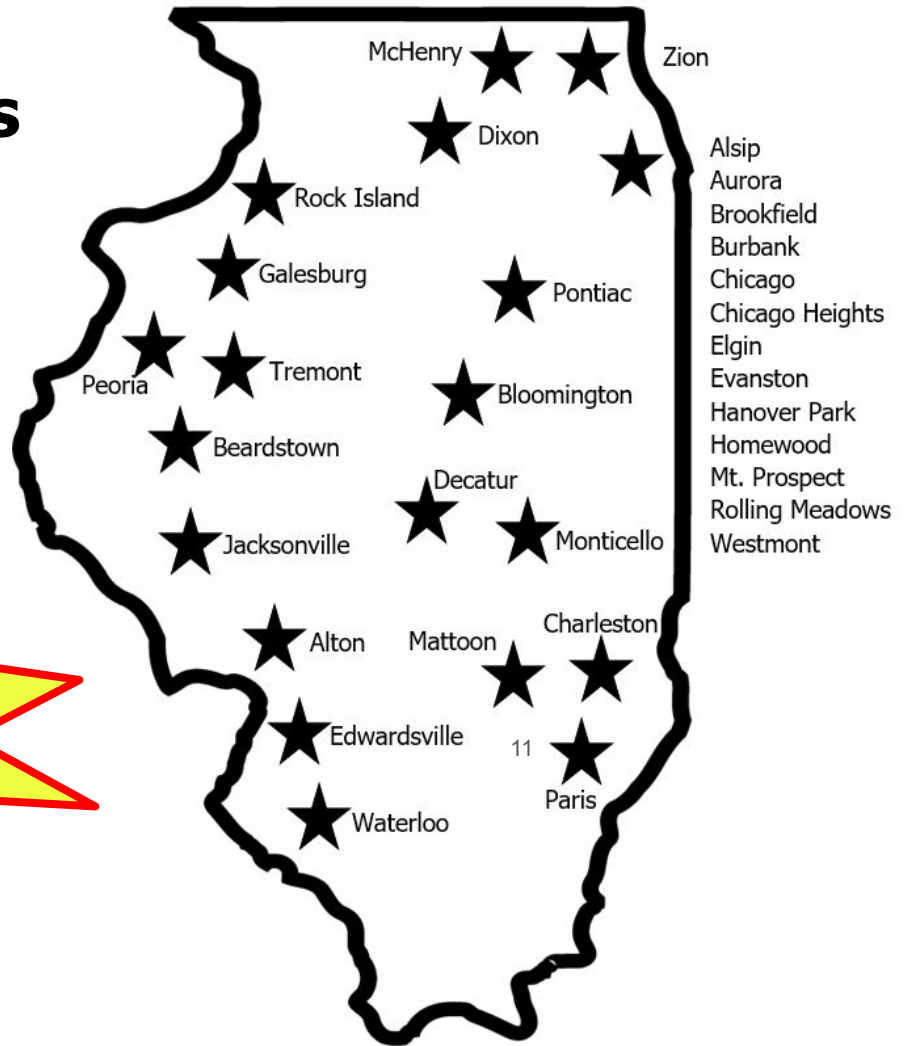 s
McHenry
Zion
Dixon
Alsip
Aurora
Rock Island
Brookfield
Burbank
Galesburg
Chicago
Pontiac
Chicago Heights
Elgin
Tremont
Peoria
Evanston
Bloomington
Hanover Park
Beardstown
Homewood
Decatur
Mt. Prospect
Rolling Meadows
Jacksonville
Monticello
Westmont
Charleston
Alton
Mattoon
Edwardsville
11
Paris
Waterloo